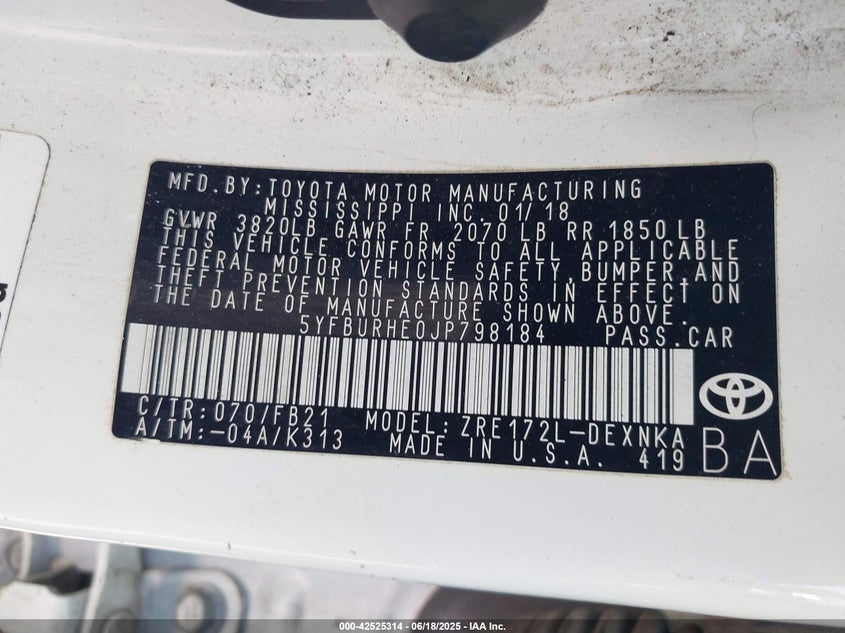 MFD.BY:TOYOTA MOTOR MANUFACTURING
MISSISSIPPI INC. 01/18
GVWR 3820LB GAWR FR 2070 LB RR 1850 LB
THIS VEHICLE CONFORMS TO ALL APPLICABLE
FEDERAL MOTOR VEHICLE SAFETY, BUMPER, AND
THEFT PREVENTION STANDARDS IN EFFECT ON
THE DATE OF MANUFACTURE SHOWN ABOVE.
5YFBURHE0JP798184 PASS.CAR
C/TR:070/FB21 MODEL:ZRE172L-DEXNKA
A/TM:-04A/K313 MADE IN U.S.A. 419 BA
000-42525314 - 06/18/2025 - IAA Inc.